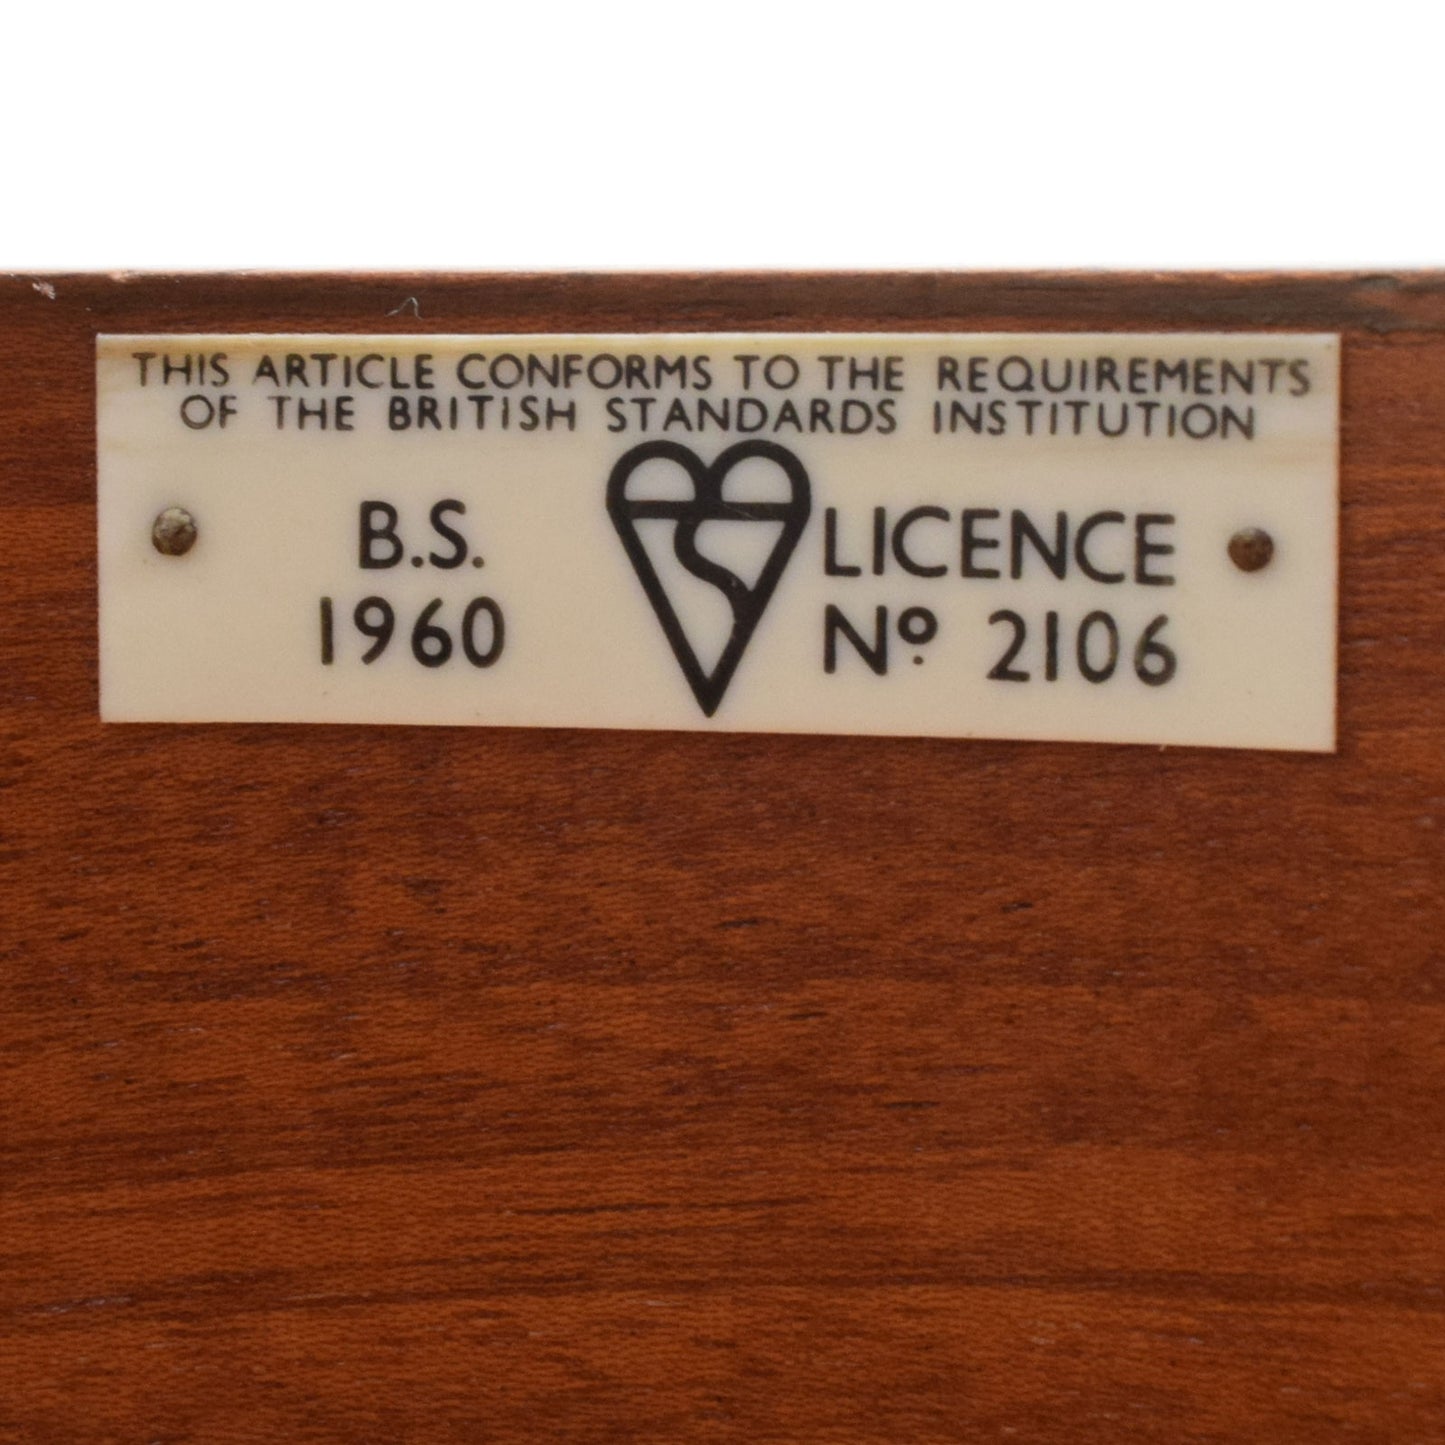 THIS ARTICLE CONFORMS TO THE REQUIREMENTS
OF THE BRITISH STANDARDS INSTITUTION
B.S.
1960
LICENCE
Nº 2106